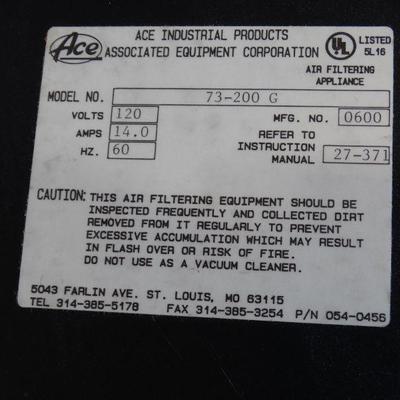 Ace
ACE INDUSTRIAL PRODUCTS
ASSOCIATED EQUIPMENT CORPORATION
UL
LISTED
5L16
AIR FILTERING
APPLIANCE
MODEL NO. 73-200 G
VOLTS 120
MFG. NO. 0600
AMPS 14.0
REFER TO
HZ. 60
INSTRUCTION
MANUAL 27-371
CAUTION: THIS AIR FILTERING EQUIPMENT SHOULD BE
INSPECTED FREQUENTLY AND COLLECTED DIRT
REMOVED FROM IT REGULARLY TO PREVENT
EXCESSIVE ACCUMULATION WHICH MAY RESULT
IN FLASH OVER OR RISK OF FIRE.
DO NOT USE AS A VACUUM CLEANER.
5043 FARLIN AVE. ST. LOUIS, MO 63115
TEL 314-385-5178 FAX 314-385-3254 P/N 054-0456